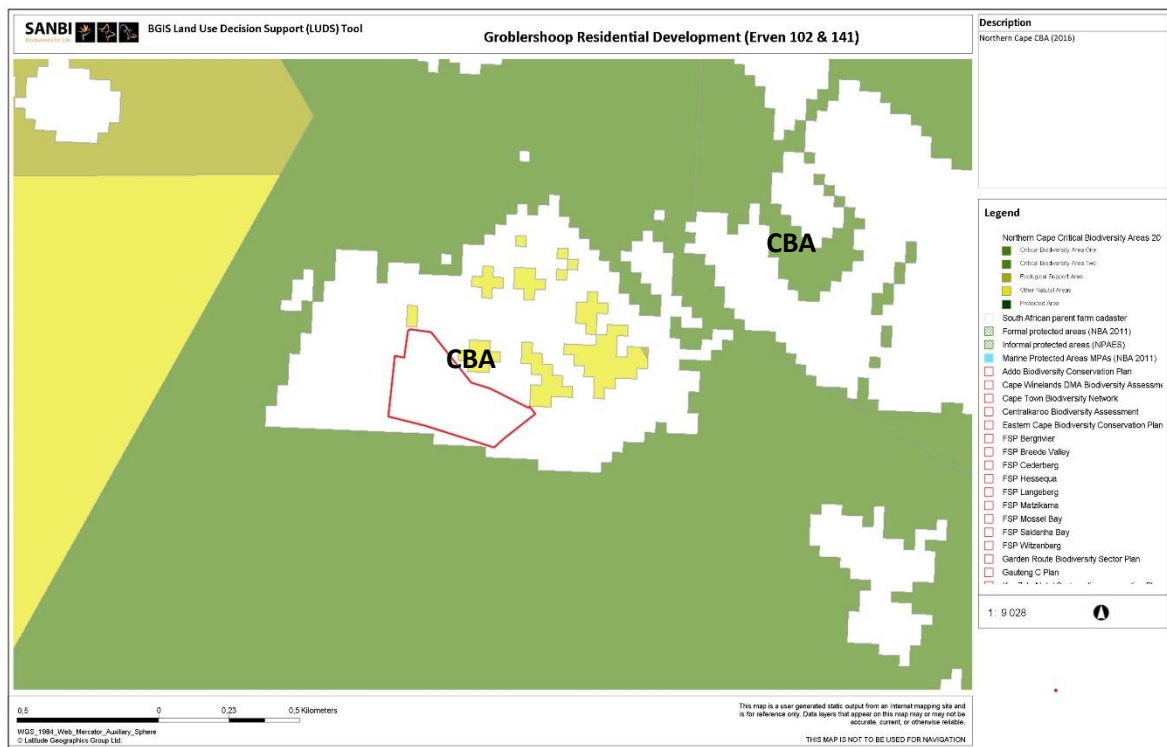 SANBI
Biodiversity for Life
BGIS Land Use Decision Support (LUDS) Tool
Groblershoop Residential Development (Erven 102 & 141)
Description
Northern Cape CBA (2016)
CBA
CBA
Legend
Northern Cape Critical Biodiversity Areas 20
Critical Biodiversity Area One
Critical Biodiversity Area Two
Ecological Support Area
Other Natural Areas
Protected Area
South African parent farm cadaster
Formal protected areas (NBA 2011)
Informal protected areas (NPAES)
Marine Protected Areas MPAs (NBA 2011)
Addo Biodiversity Conservation Plan
Cape Winelands DMA Biodiversity Assessme
Cape Town Biodiversity Network
Centralkaroo Biodiversity Assessment
Eastern Cape Biodiversity Conservation Plan
FSP Bergrivier
FSP Breede Valley
FSP Cederberg
FSP Hessequa
FSP Langeberg
FSP Matzikama
FSP Mossel Bay
FSP Saldanha Bay
FSP Witzenberg
Garden Route Biodiversity Sector Plan
Gauteng C Plan
1: 9 028
0,5 0 0,23 0,5 Kilometers
WGS_1984_Web_Mercator_Auxiliary_Sphere
© Latitude Geographics Group Ltd.
This map is a user generated static output from an Internet mapping site and
is for reference only. Data layers that appear on this map may or may not be
accurate, current, or otherwise reliable.
THIS MAP IS NOT TO BE USED FOR NAVIGATION